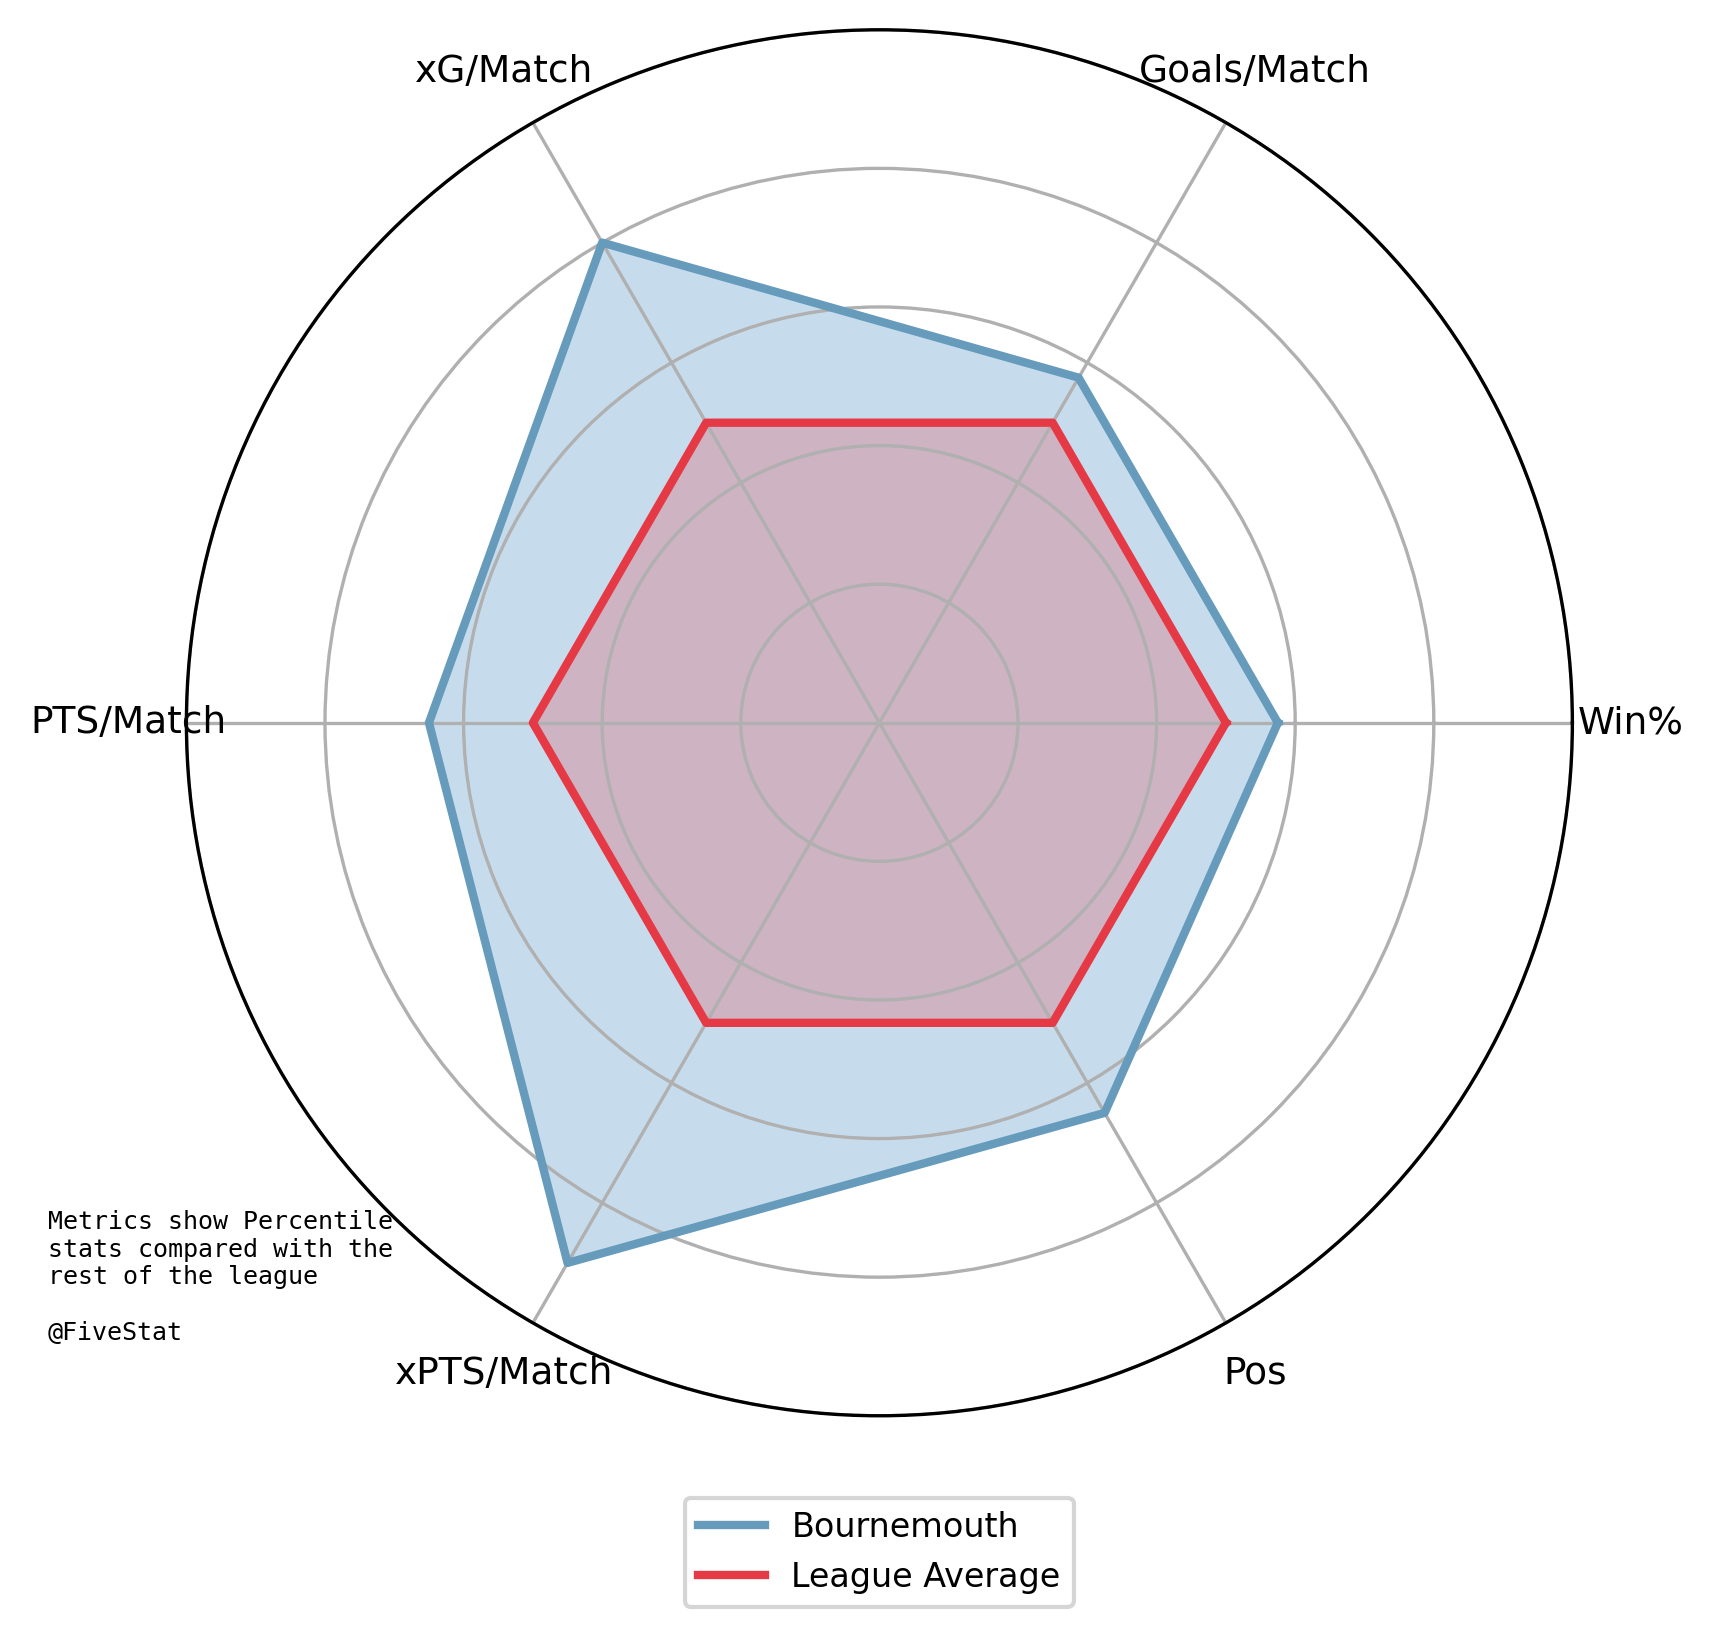 xG/Match
Goals/Match
PTS/Match
Win%
Metrics show Percentile
stats compared with the
rest of the league
@FiveStat
xPTS/Match
Pos
Bournemouth
League Average